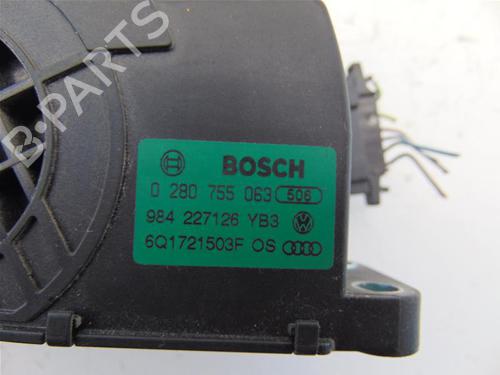 B-PARTS
BOSCH
0 280 755 063 506
984 227126 YB3
6Q1721503F OS